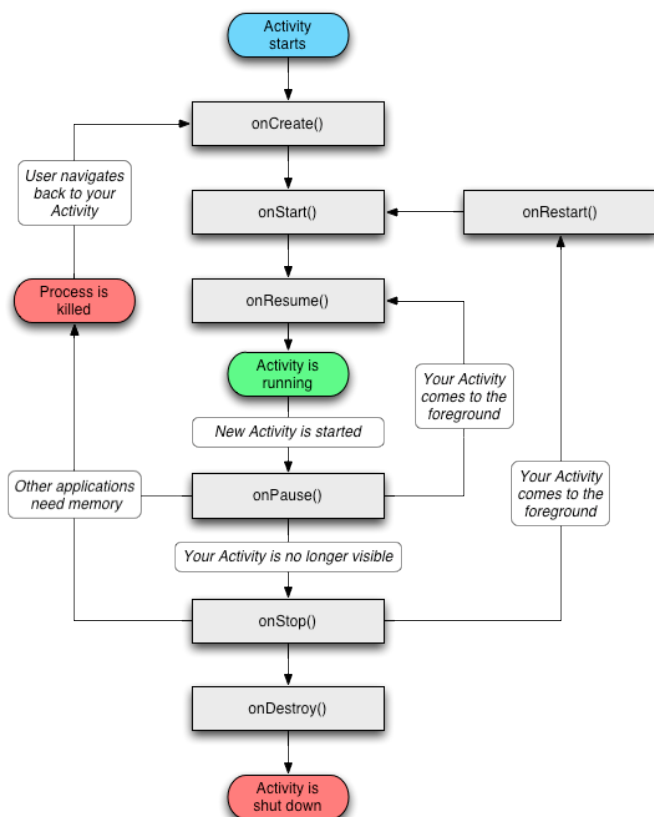 Activity
starts
onCreate()
User navigates
back to your
Activity
onStart()
onRestart()
Process is
killed
onResume()
Activity is
running
Your Activity
comes to the
foreground
New Activity is started
Other applications
need memory
onPause()
Your Activity
comes to the
foreground
Your Activity is no longer visible
onStop()
onDestroy()
Activity is
shut down